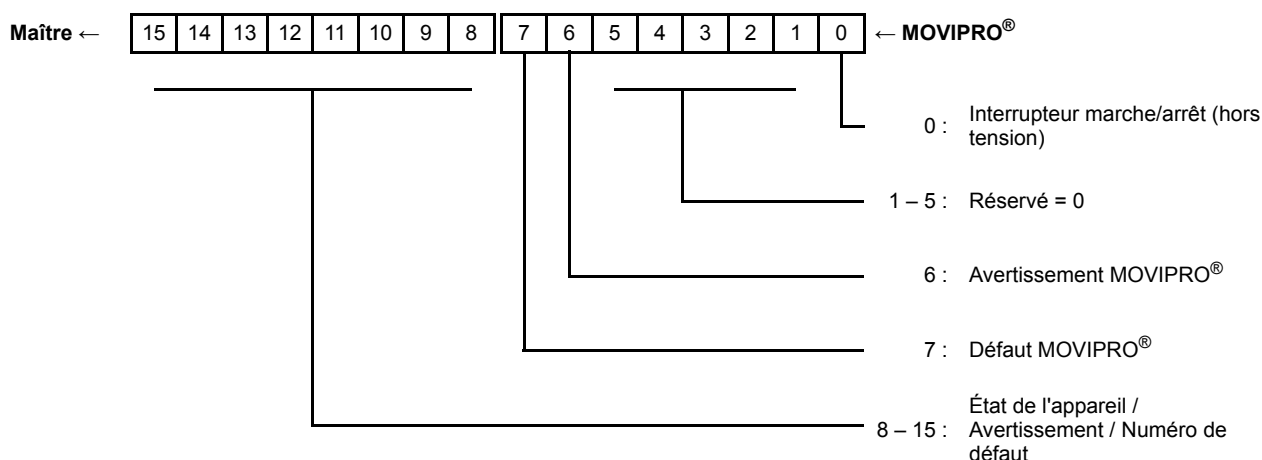 Maître ← 15 14 13 12 11 10 9 8 7 6 5 4 3 2 1 0 ← MOVIPRO®
0 : Interrupteur marche/arrêt (hors
tension)
1 – 5 : Réservé = 0
6 : Avertissement MOVIPRO®
7 : Défaut MOVIPRO®
État de l'appareil /
8 – 15 : Avertissement / Numéro de
défaut